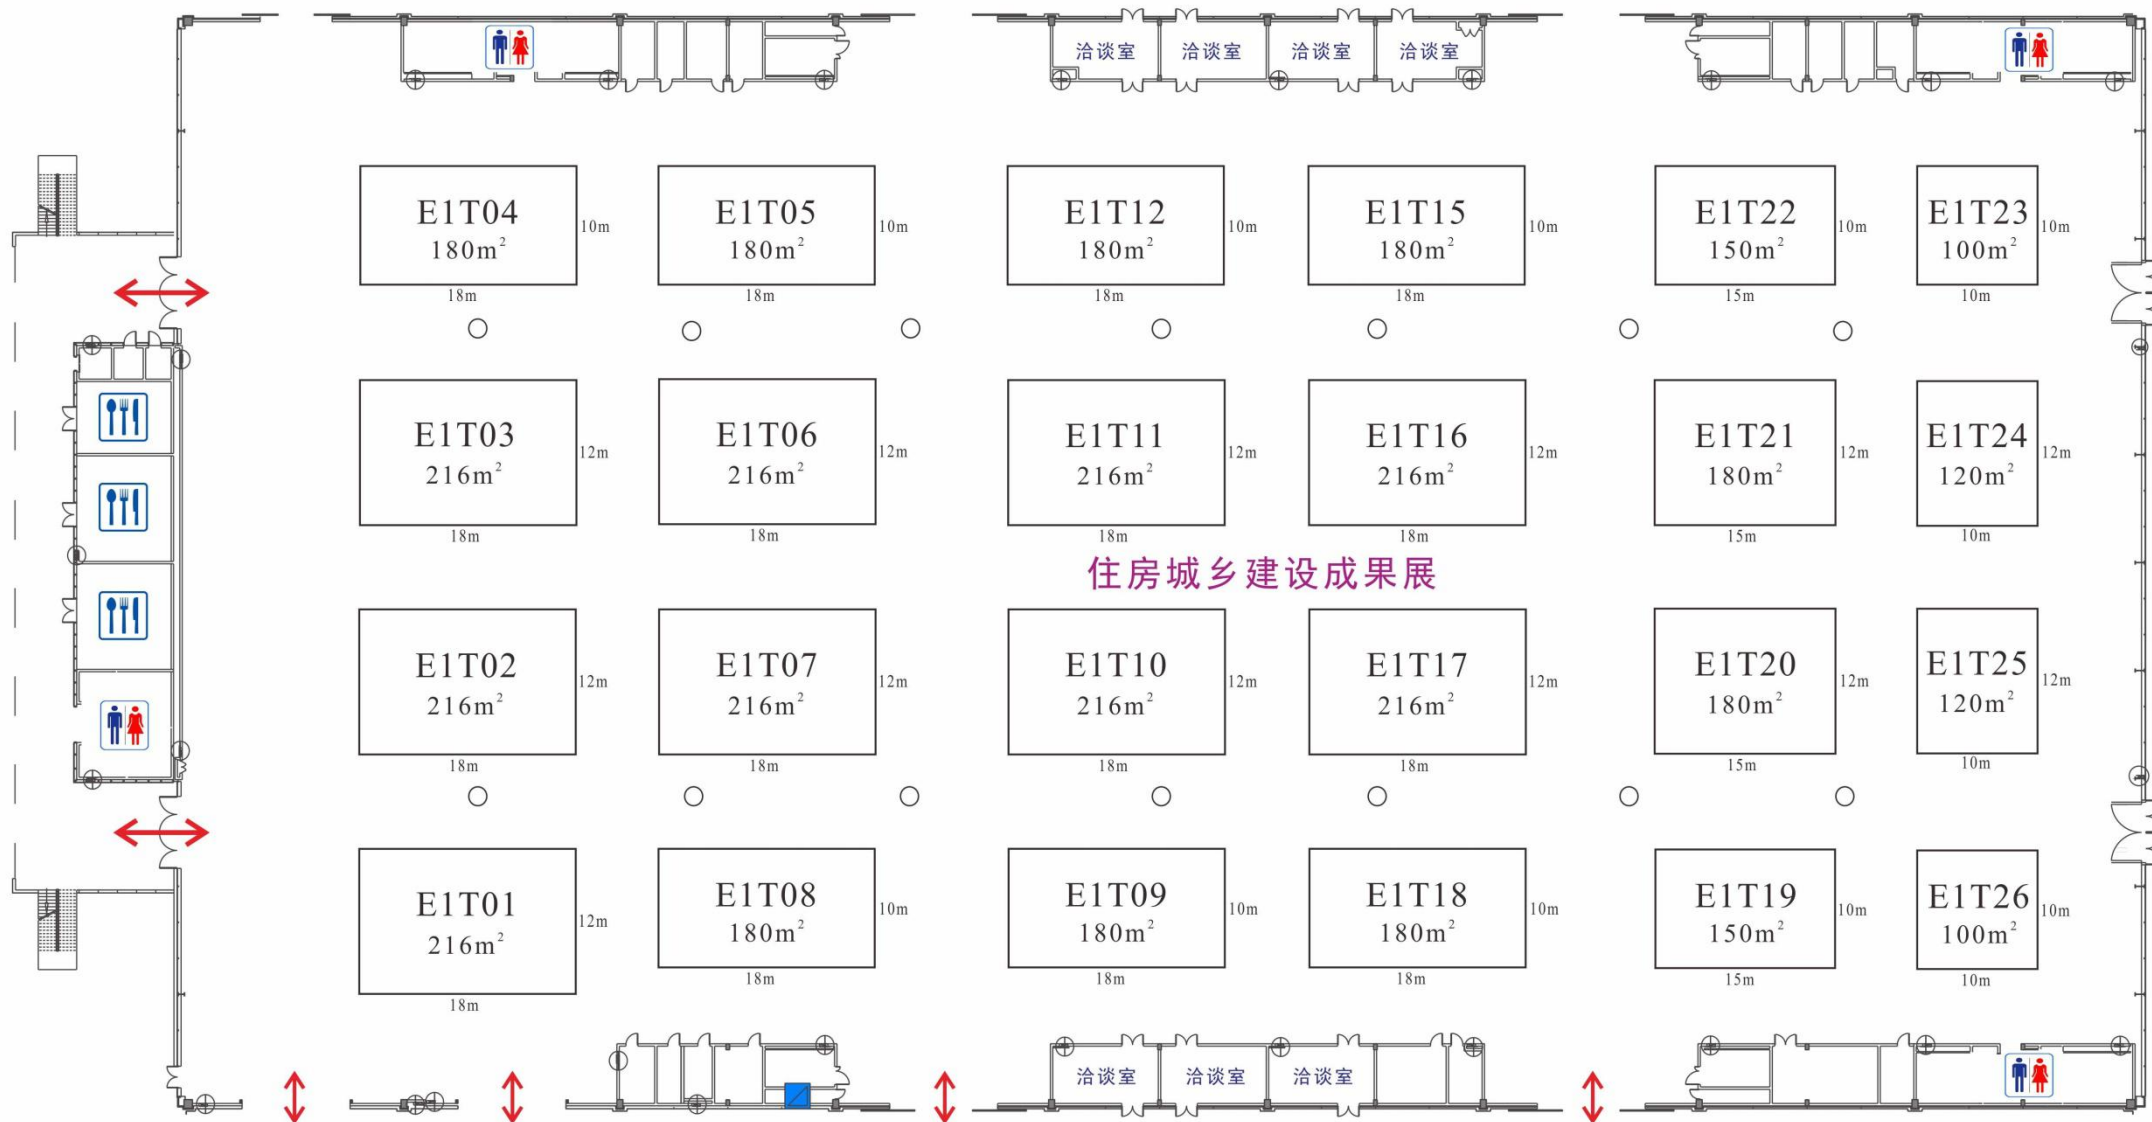 洽谈室 洽谈室 洽谈室 洽谈室
E1T04 E1T05 E1T12 E1T15 E1T22 E1T23
10m 10m 10m 10m 10m 10m
180m² 180m² 180m² 180m² 150m² 100m²
18m 18m 18m 18m 15m 10m
E1T03 E1T06 E1T11 E1T16 E1T21 E1T24
12m 12m 12m 12m 12m 12m
216m² 216m² 216m² 216m² 180m² 120m²
18m 18m 18m 18m 15m 10m
住房城乡建设成果展
E1T02 E1T07 E1T10 E1T17 E1T20 E1T25
12m 12m 12m 12m 12m 12m
216m² 216m² 216m² 216m² 180m² 120m²
18m 18m 18m 18m 15m 10m
E1T01 E1T08 E1T09 E1T18 E1T19 E1T26
12m 10m 10m 10m 10m 10m
216m² 180m² 180m² 180m² 150m² 100m²
18m 18m 18m 18m 15m 10m
洽谈室 洽谈室 洽谈室